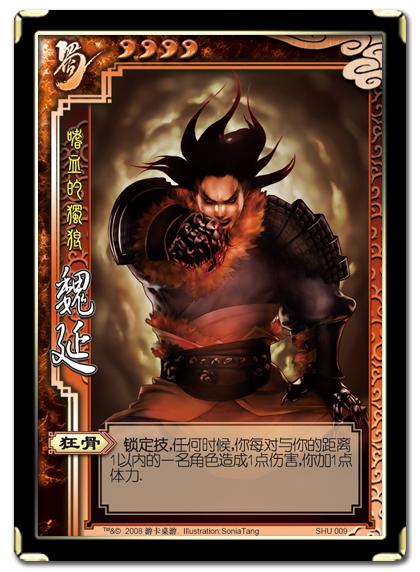 蜀
嗜血的獨狼
魏延
狂骨
锁定技,任何时候,你每对与你的距离
1以内的一名角色造成1点伤害,你加1点
体力.
™&© 2008 游卡桌游. Illustration:SoniaTang
SHU 009